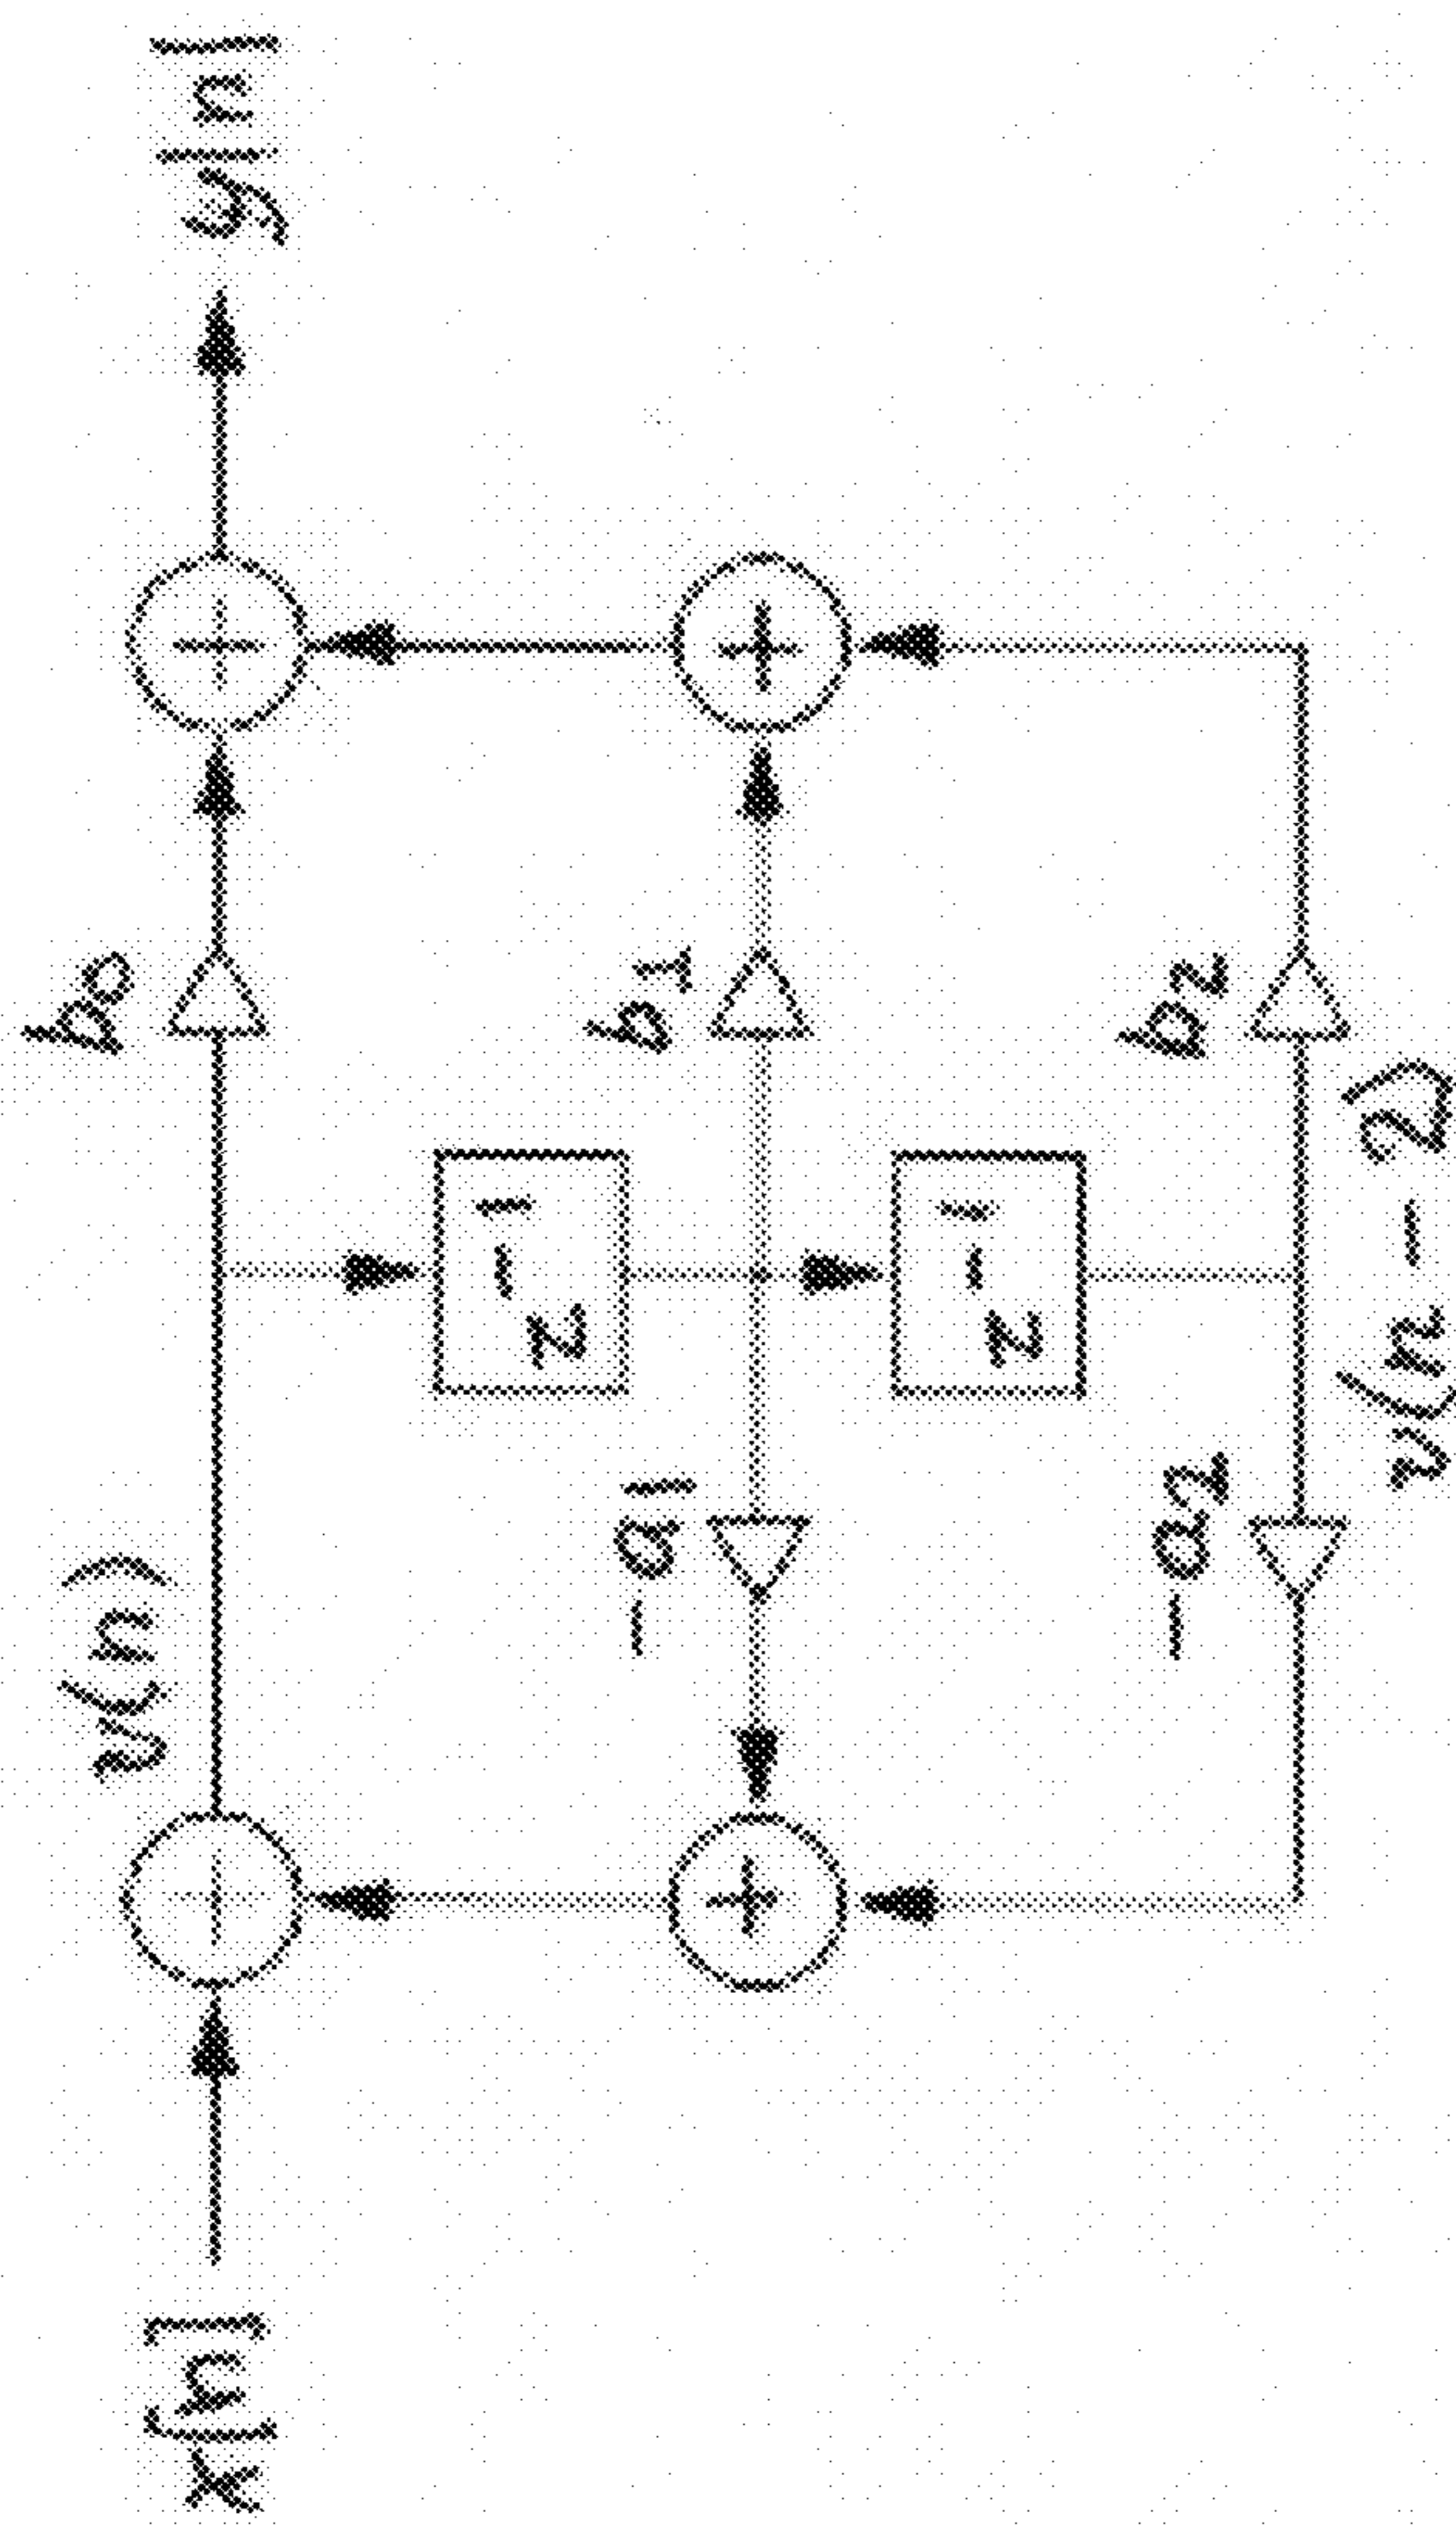 x[n]
v(n)
b0
y[n]
z-1
-a1
b1
z-1
-a2
b2
v(n-2)